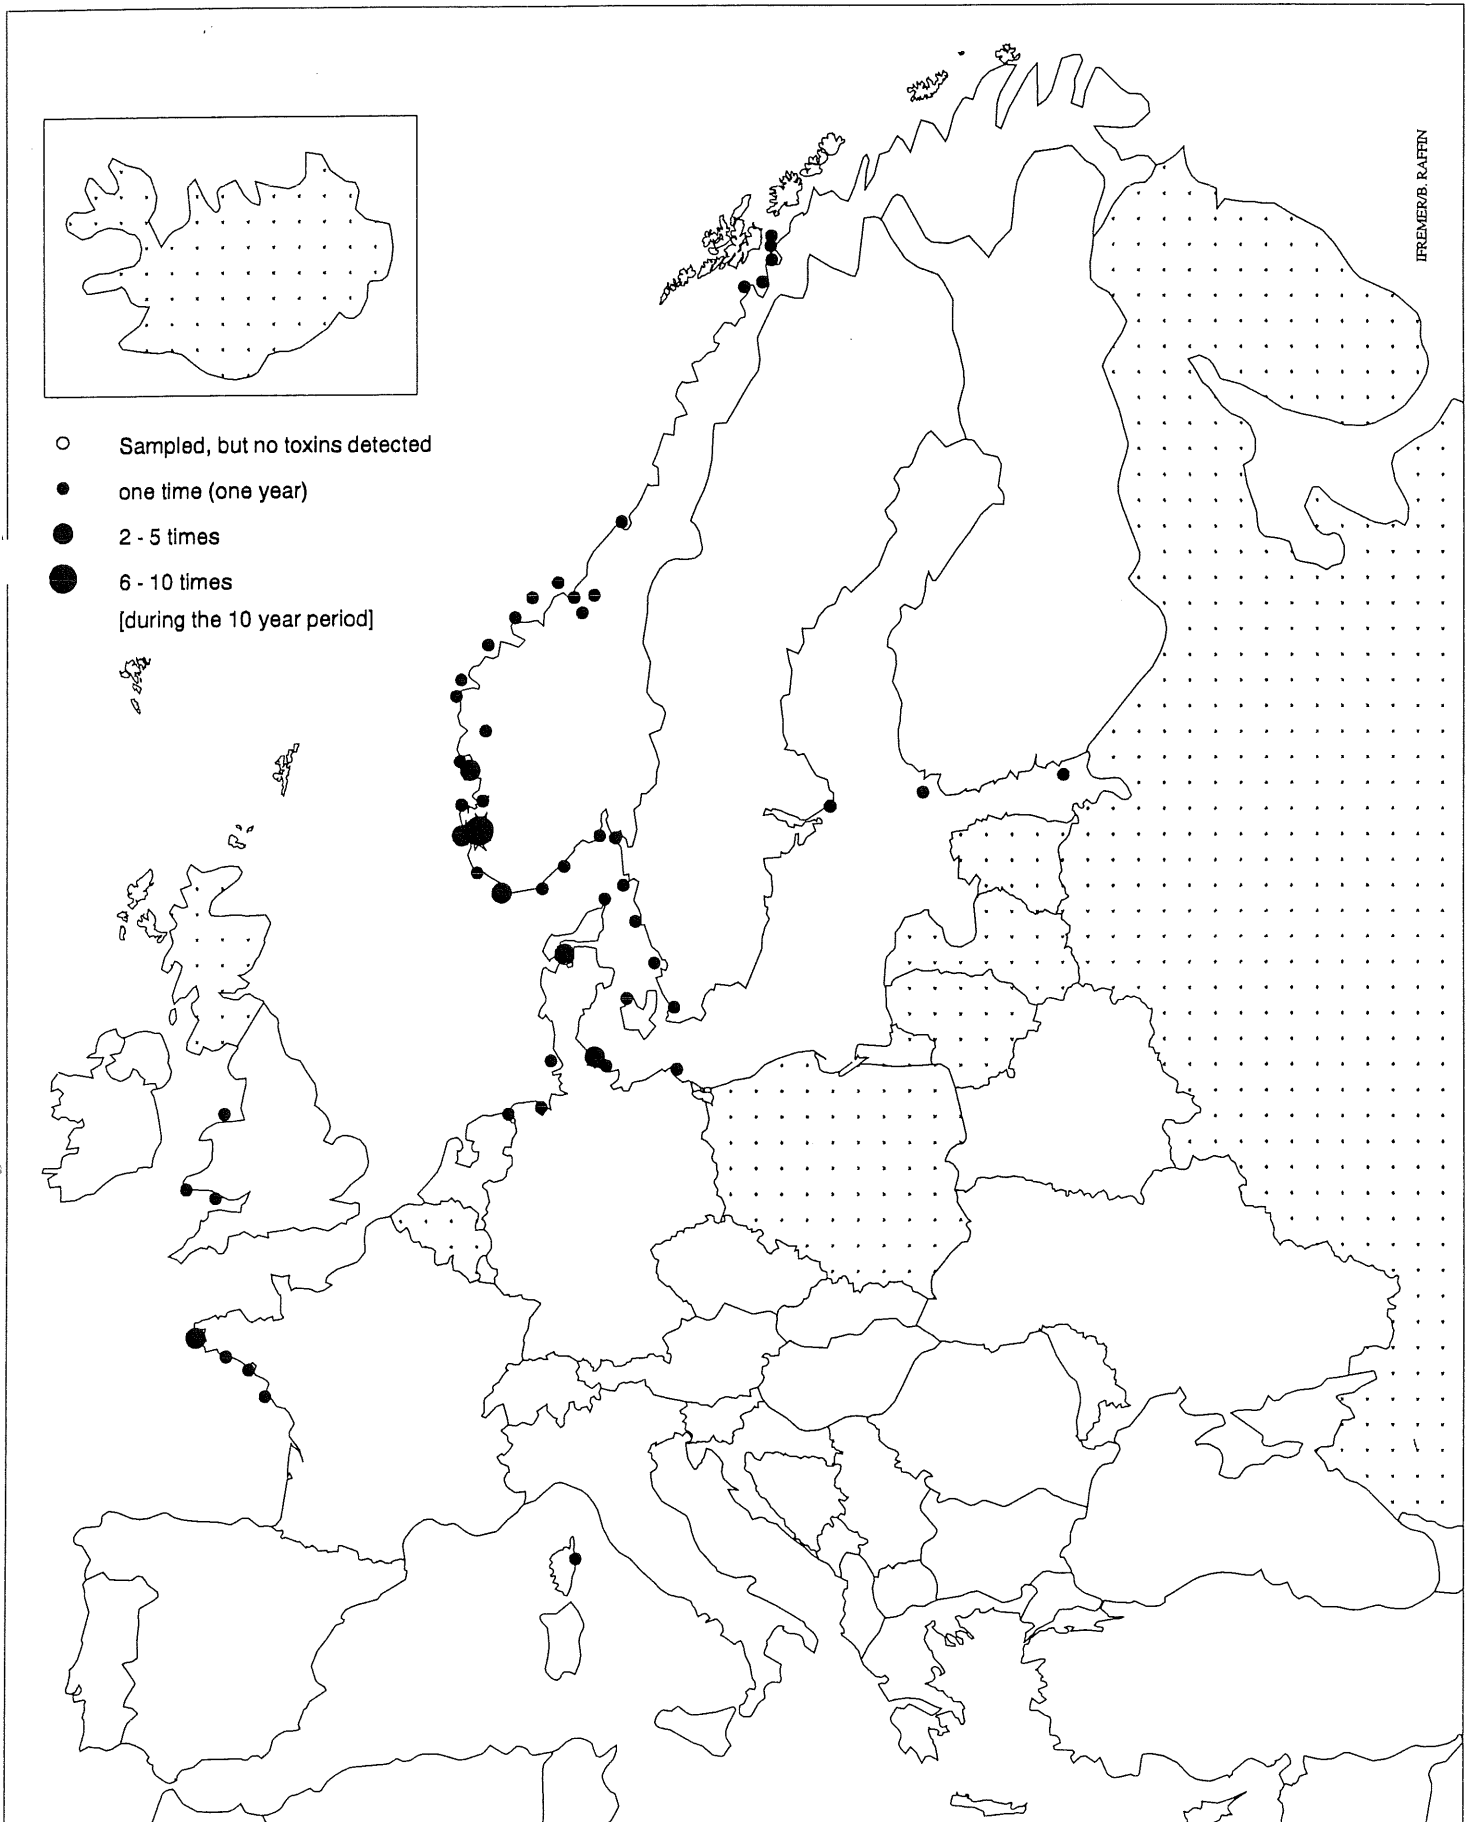 IFREMER/B. RAFFIN
Sampled, but no toxins detected
one time (one year)
2 - 5 times
6 - 10 times
[during the 10 year period]